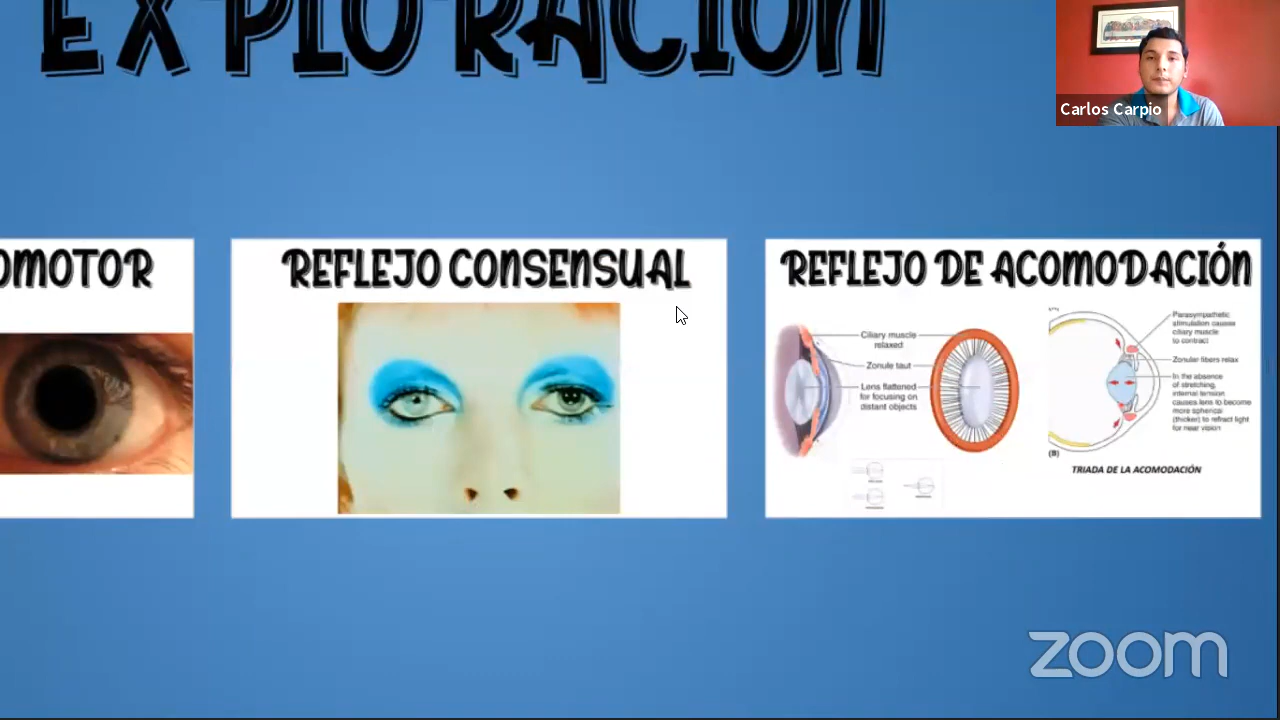 EXPLORACIÓN
Carlos Carpio
OMOTOR
REFLEJO CONSENSUAL
REFLEJO DE ACOMODACIÓN
Ciliary muscle
relaxed
Zonule taut
Lens flattened
for focusing on
distant objects
Parasympathetic
stimulation causes
ciliary muscle
to contract
Zonular fibers relax
In the absence
of stretching,
internal tension
causes lens to become
more spherical
(thicker) to refract light
for near vision
(B)
TRIADA DE LA ACOMODACIÓN
zoom